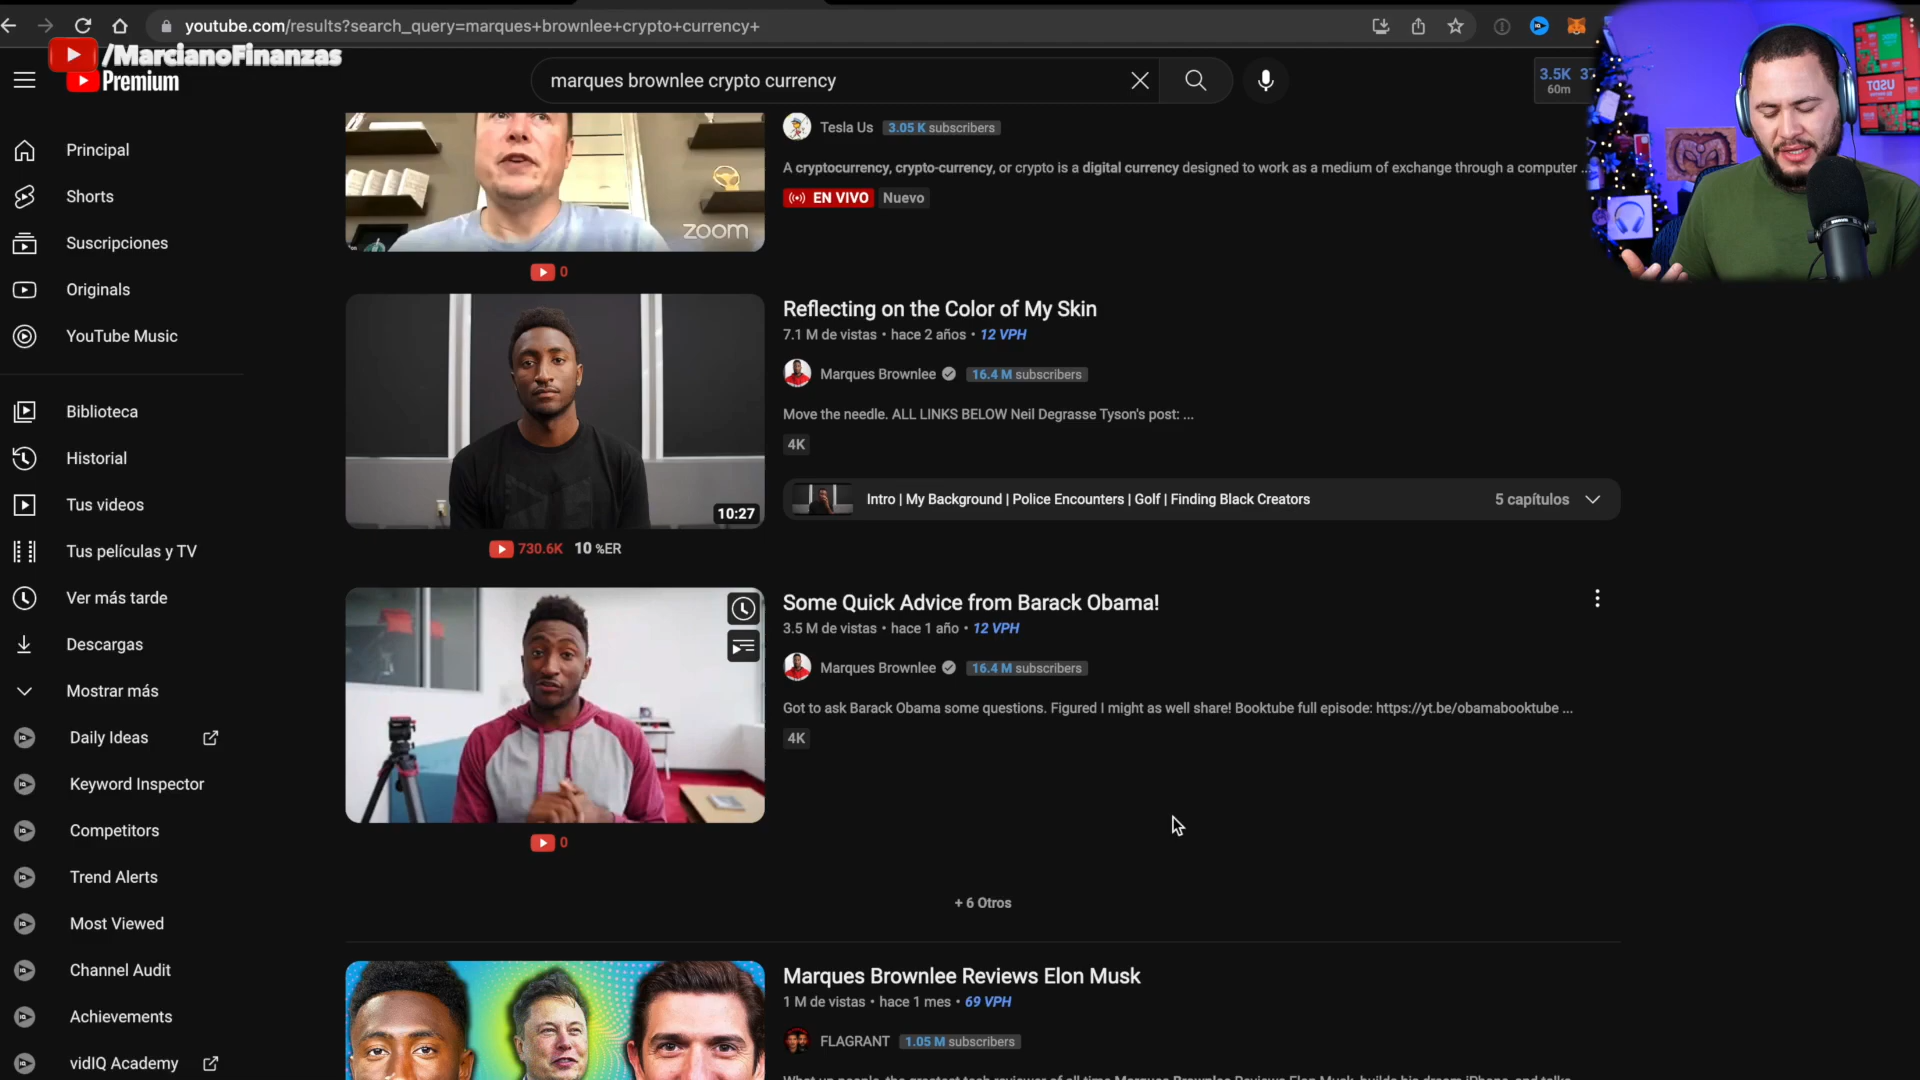 youtube.com/results?search_query=marques+brownlee+crypto+currency+
/MarcianoFinanzas
Premium
marques brownlee crypto currency
3.5K
60m
USDT
Principal
Shorts
Suscripciones
Originals
YouTube Music
Biblioteca
Historial
Tus videos
Tus películas y TV
Ver más tarde
Descargas
Mostrar más
Daily Ideas
Keyword Inspector
Competitors
Trend Alerts
Most Viewed
Channel Audit
Achievements
vidIQ Academy
zoom
0
Tesla Us 3.05 K subscribers
A cryptocurrency, crypto-currency, or crypto is a digital currency designed to work as a medium of exchange through a computer ...
EN VIVO Nuevo
10:27
730.6K 10 %ER
Reflecting on the Color of My Skin
7.1 M de vistas • hace 2 años • 12 VPH
Marques Brownlee 16.4 M subscribers
Move the needle. ALL LINKS BELOW Neil Degrasse Tyson's post: ...
4K
Intro | My Background | Police Encounters | Golf | Finding Black Creators 5 capítulos
0
Some Quick Advice from Barack Obama!
3.5 M de vistas • hace 1 año • 12 VPH
Marques Brownlee 16.4 M subscribers
Got to ask Barack Obama some questions. Figured I might as well share! Booktube full episode: https://yt.be/obamabooktube ...
4K
+ 6 Otros
Marques Brownlee Reviews Elon Musk
1 M de vistas • hace 1 mes • 69 VPH
FLAGRANT 1.05 M subscribers